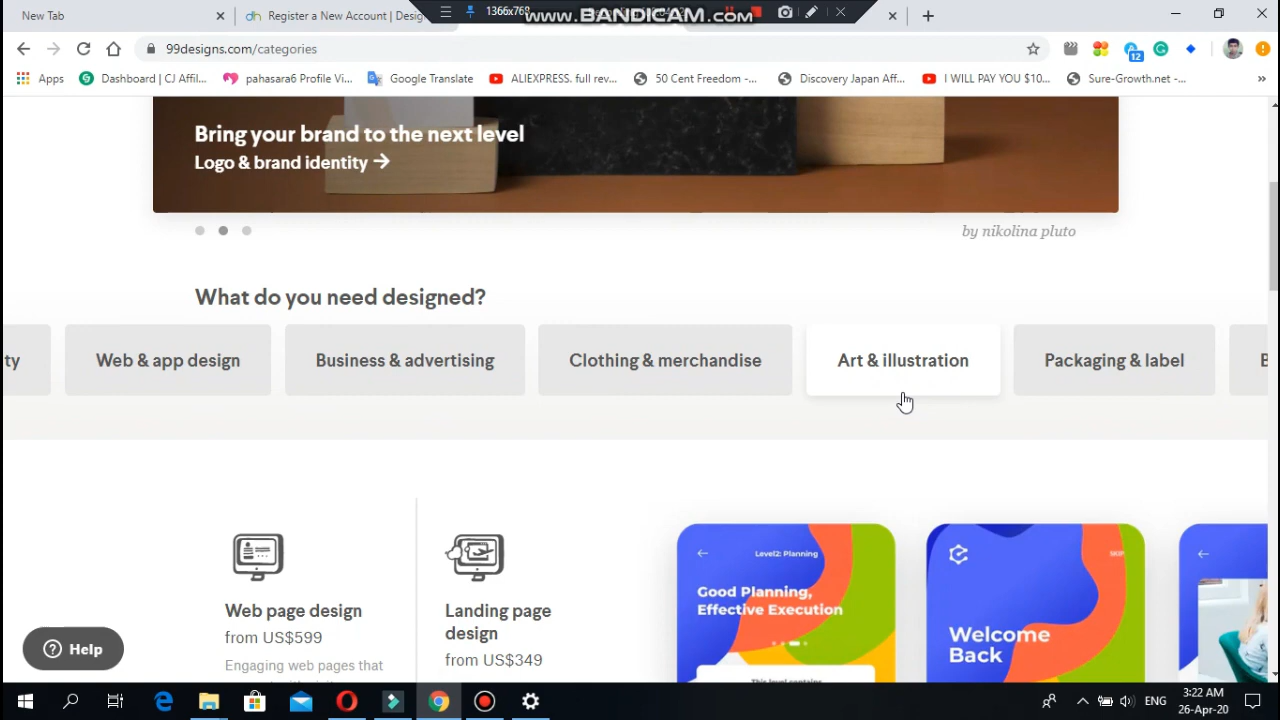 New Tab
Register a New Account | Desig
1366x768
www.BANDICAM.com
99designs.com/categories
12
Apps
Dashboard | CJ Affil...
pahasara6 Profile Vi...
Google Translate
ALIEXPRESS. full rev...
50 Cent Freedom -...
Discovery Japan Aff...
I WILL PAY YOU $10...
Sure-Growth.net -...
Bring your brand to the next level
Logo & brand identity →
by nikolina pluto
What do you need designed?
ty
Web & app design
Business & advertising
Clothing & merchandise
Art & illustration
Packaging & label
Level2: Planning
Good Planning,
Effective Execution
This level contains
SKIP
Welcome
Back
Web page design
from US$599
Engaging web pages that
Landing page
design
from US$349
Help
ENG
3:22 AM
26-Apr-20